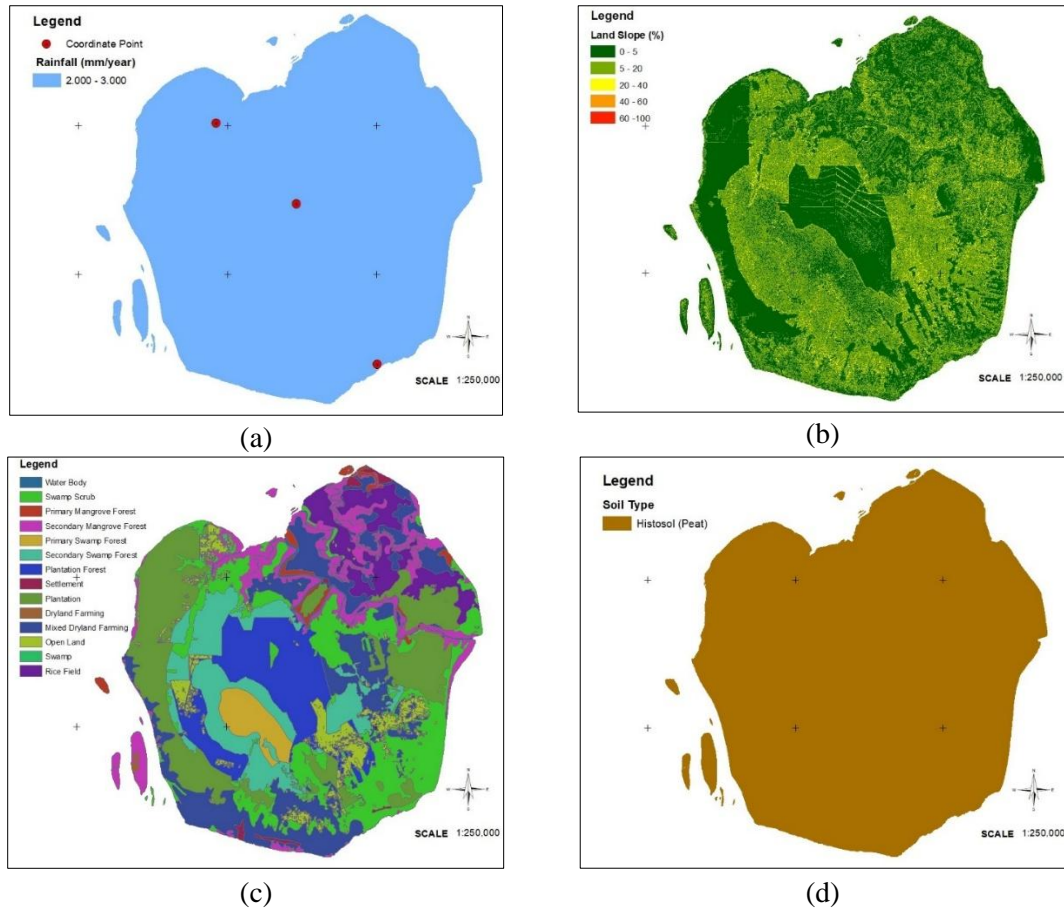 Legend
Coordinate Point
Rainfall (mm/year)
2.000 - 3.000
SCALE 1:250,000
(a)
Legend
Land Slope (%)
0 - 5
5 - 20
20 - 40
40 - 60
60 -100
SCALE 1:250,000
(b)
Legend
Water Body
Swamp Scrub
Primary Mangrove Forest
Secondary Mangrove Forest
Primary Swamp Forest
Secondary Swamp Forest
Plantation Forest
Settlement
Plantation
Dryland Farming
Mixed Dryland Farming
Open Land
Swamp
Rice Field
SCALE 1:250,000
(c)
Legend
Soil Type
Histosol (Peat)
SCALE 1:250,000
(d)